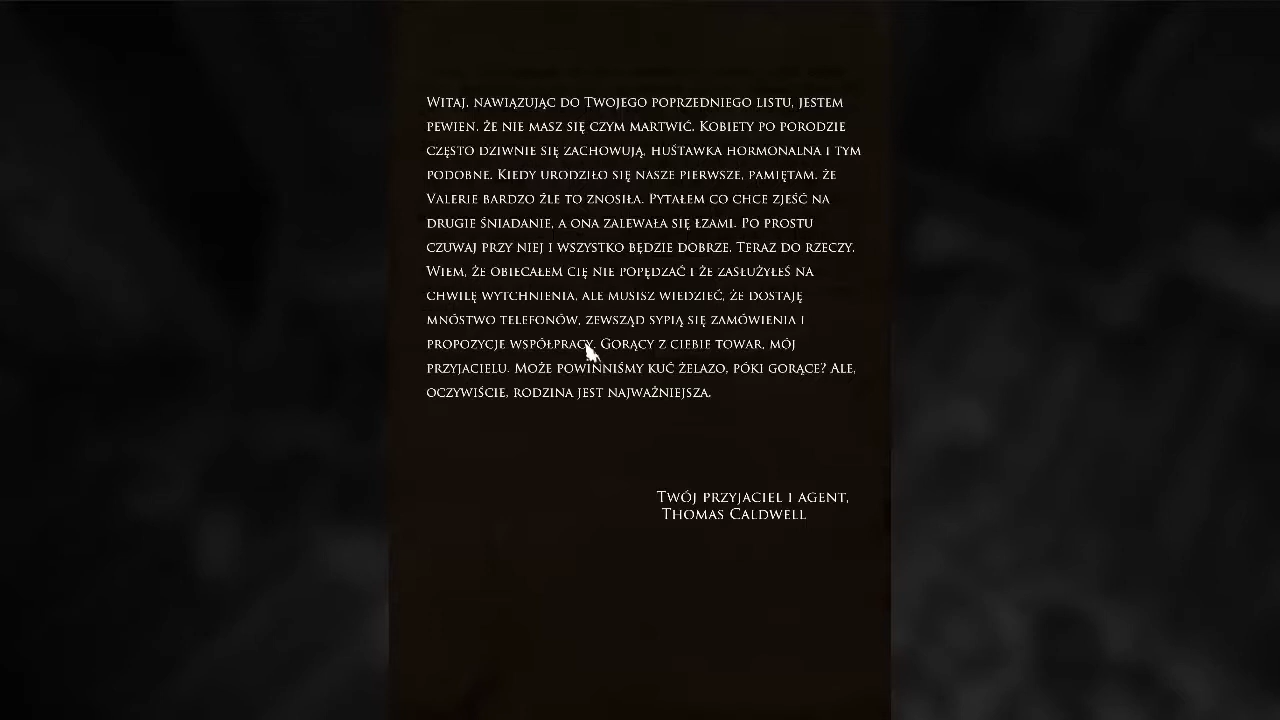 Witaj, nawiązując do Twojego poprzedniego listu, jestem
pewien, że nie masz się czym martwić. Kobiety po porodzie
często dziwnie się zachowują, huśtawka hormonalna i tym
podobne. Kiedy urodziło się nasze pierwsze, pamiętam, że
Valerie bardzo źle to znosiła. Pytałem co chce zjeść na
drugie śniadanie, a ona zalewała się łzami. Po prostu
czuwaj przy niej i wszystko będzie dobrze. Teraz do rzeczy.
Wiem, że obiecałem cię nie popędzać i że zasłużyłeś na
chwilę wytchnienia, ale musisz wiedzieć, że dostaję
mnóstwo telefonów, zewsząd sypią się zamówienia i
propozycje współpracy. Gorący z ciebie towar, mój
przyjacielu. Może powinniśmy kuć żelazo, póki gorące? Ale,
oczywiście, rodzina jest najważniejsza.
Twój przyjaciel i agent,
Thomas Caldwell